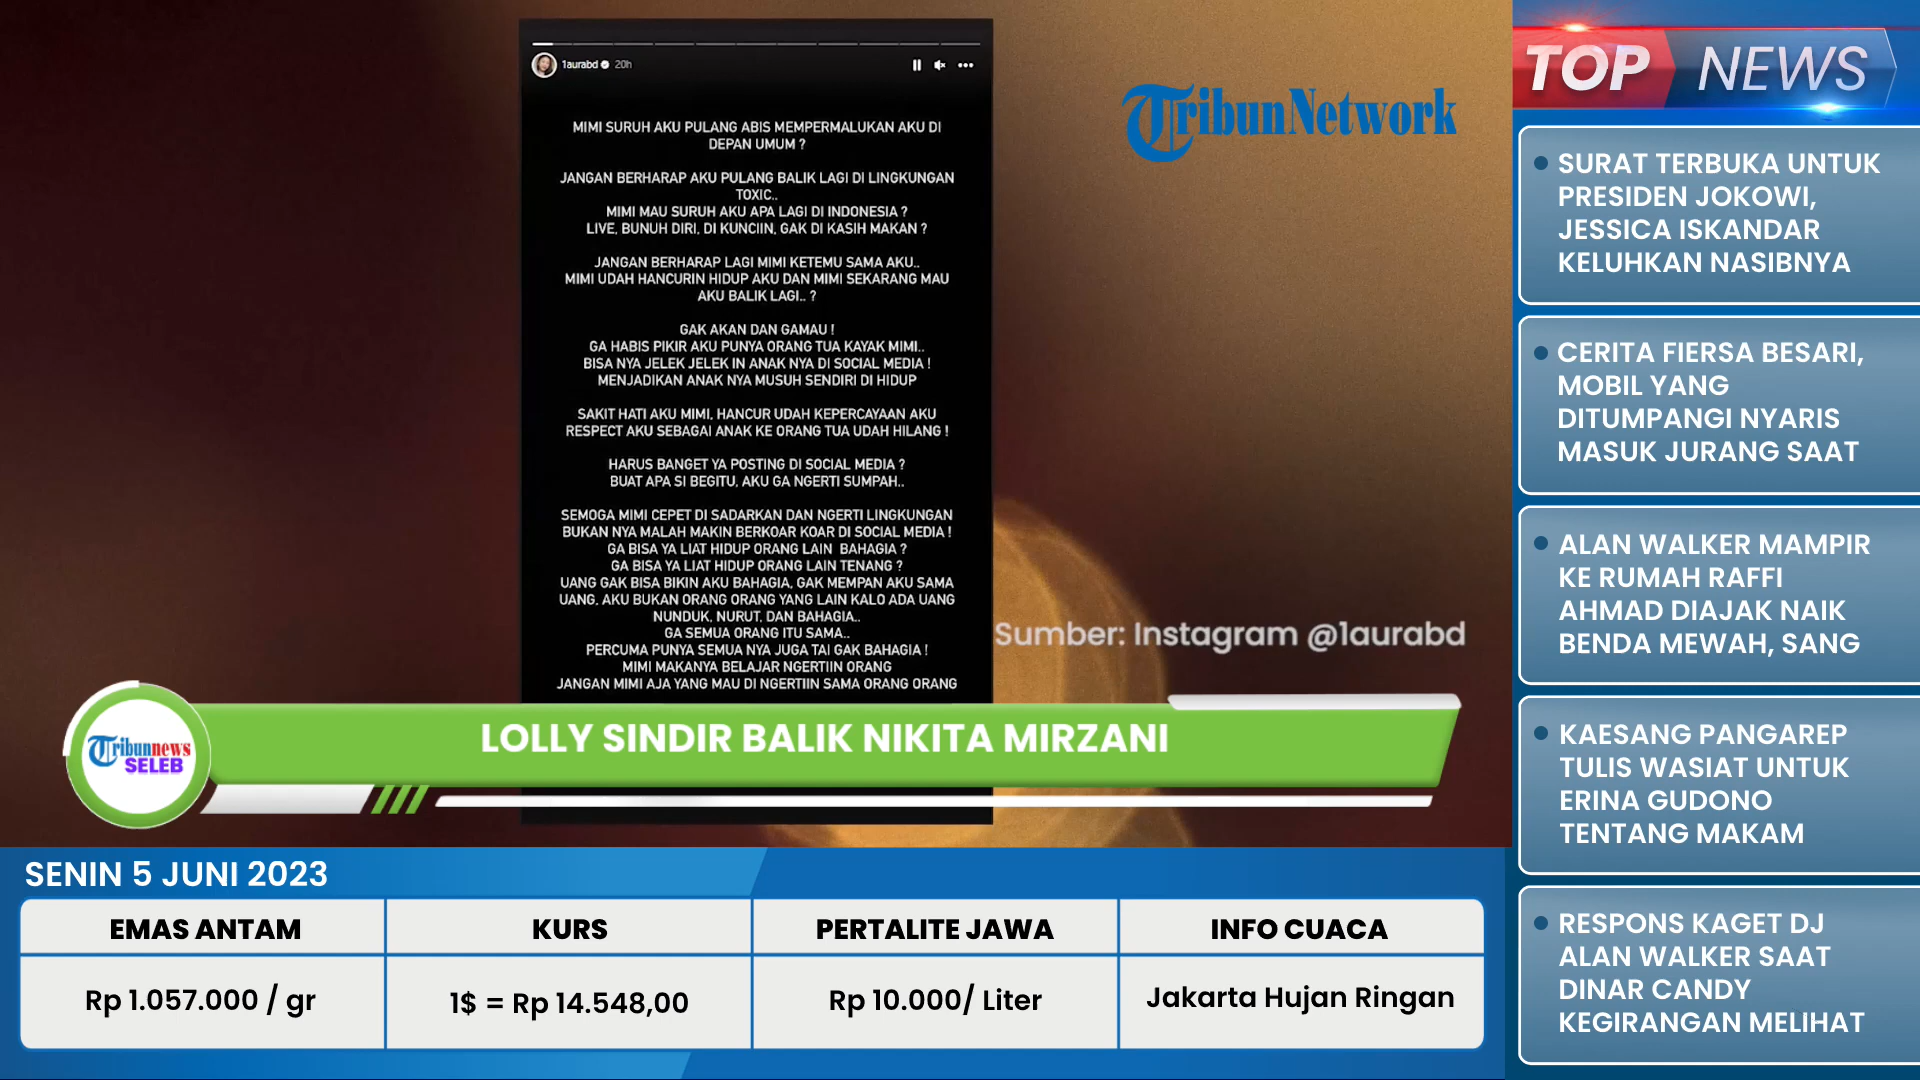 1aurabd 20h
MIMI SURUH AKU PULANG ABIS MEMPERMALUKAN AKU DI
DEPAN UMUM ?
JANGAN BERHARAP AKU PULANG BALIK LAGI DI LINGKUNGAN
TOXIC..
MIMI MAU SURUH AKU APA LAGI DI INDONESIA ?
LIVE, BUNUH DIRI, DI KUNCIIN, GAK DI KASIH MAKAN ?
JANGAN BERHARAP LAGI MIMI KETEMU SAMA AKU..
MIMI UDAH HANCURIN HIDUP AKU DAN MIMI SEKARANG MAU
AKU BALIK LAGI.. ?
GAK AKAN DAN GAMAU !
GA HABIS PIKIR AKU PUNYA ORANG TUA KAYAK MIMI..
BISA NYA JELEK JELEK IN ANAK NYA DI SOCIAL MEDIA !
MENJADIKAN ANAK NYA MUSUH SENDIRI DI HIDUP
SAKIT HATI AKU MIMI, HANCUR UDAH KEPERCAYAAN AKU
RESPECT AKU SEBAGAI ANAK KE ORANG TUA UDAH HILANG !
HARUS BANGET YA POSTING DI SOCIAL MEDIA ?
BUAT APA SI BEGITU, AKU GA NGERTI SUMPAH..
SEMOGA MIMI CEPET DI SADARKAN DAN NGERTI LINGKUNGAN
BUKAN NYA MALAH MAKIN BERKOAR KOAR DI SOCIAL MEDIA !
GA BISA YA LIAT HIDUP ORANG LAIN BAHAGIA ?
GA BISA YA LIAT HIDUP ORANG LAIN TENANG ?
UANG GAK BISA BIKIN AKU BAHAGIA, GAK MEMPAN AKU SAMA
UANG, AKU BUKAN ORANG ORANG YANG LAIN KALO ADA UANG
NUNDUK, NURUT, DAN BAHAGIA..
GA SEMUA ORANG ITU SAMA..
PERCUMA PUNYA SEMUA NYA JUGA TAI GAK BAHAGIA !
MIMI MAKANYA BELAJAR NGERTIIN ORANG
JANGAN MIMI AJA YANG MAU DI NGERTIIN SAMA ORANG ORANG
TribunNetwork
Sumber: Instagram @1aurabd
Tribunnews
SELEB
LOLLY SINDIR BALIK NIKITA MIRZANI
SENIN 5 JUNI 2023
EMAS ANTAM KURS PERTALITE JAWA INFO CUACA
Rp 1.057.000 / gr 1$ = Rp 14.548,00 Rp 10.000/ Liter Jakarta Hujan Ringan
TOP NEWS
SURAT TERBUKA UNTUK
PRESIDEN JOKOWI,
JESSICA ISKANDAR
KELUHKAN NASIBNYA
CERITA FIERSA BESARI,
MOBIL YANG
DITUMPANGI NYARIS
MASUK JURANG SAAT
ALAN WALKER MAMPIR
KE RUMAH RAFFI
AHMAD DIAJAK NAIK
BENDA MEWAH, SANG
KAESANG PANGAREP
TULIS WASIAT UNTUK
ERINA GUDONO
TENTANG MAKAM
RESPONS KAGET DJ
ALAN WALKER SAAT
DINAR CANDY
KEGIRANGAN MELIHAT